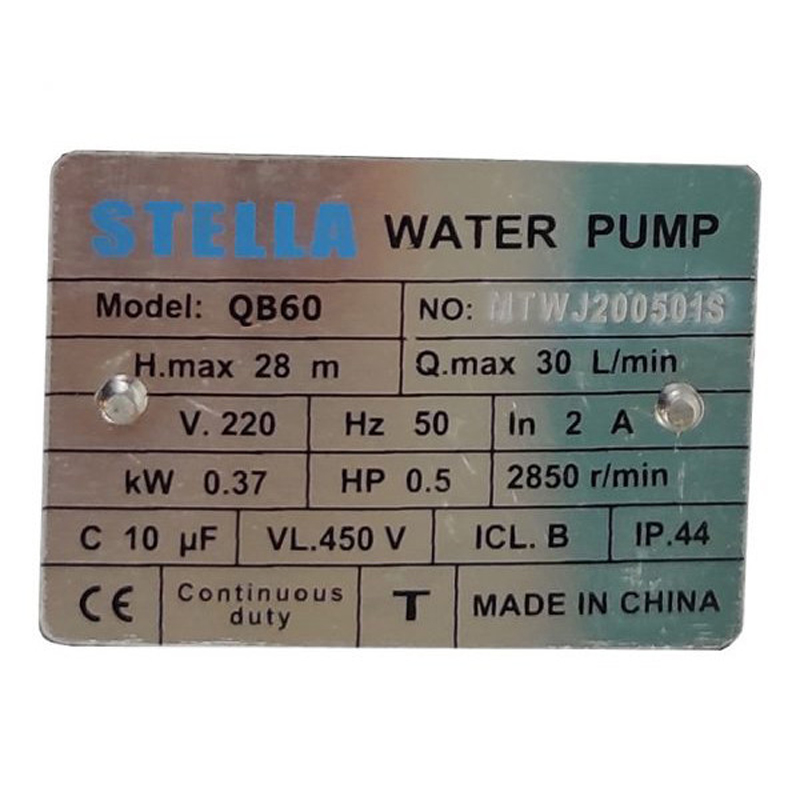 STELLA WATER PUMP
Model: QB60 NO: MTWJ200501S
H.max 28 m Q.max 30 L/min
V. 220 Hz 50 In 2 A
kW 0.37 HP 0.5 2850 r/min
C 10 µF VL.450 V ICL. B IP.44
CE Continuous duty T MADE IN CHINA